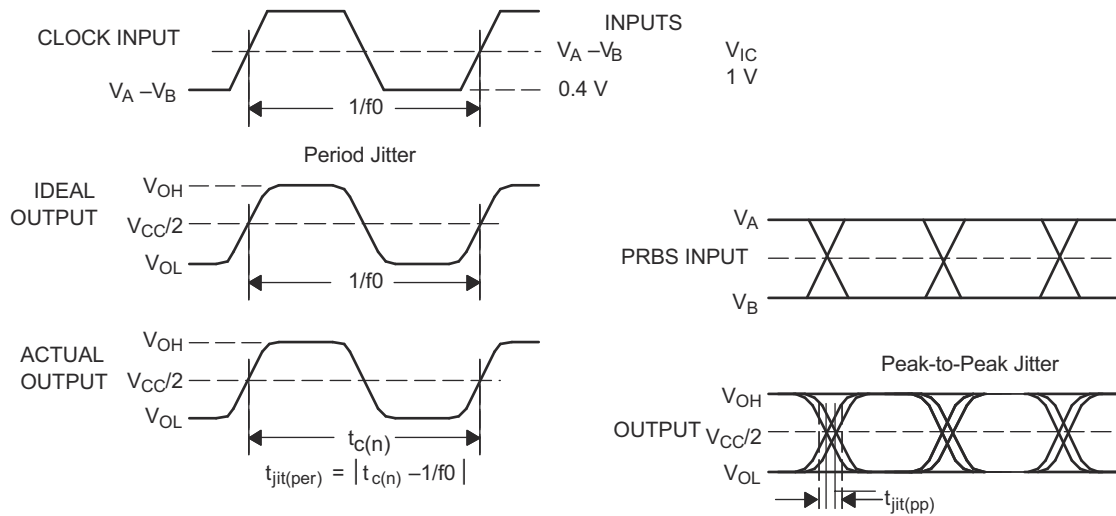 CLOCK INPUT
V_A –V_B
1/f0
INPUTS
V_A –V_B
V_IC
0.4 V
1 V
Period Jitter
IDEAL
OUTPUT
V_OH
V_CC/2
V_OL
1/f0
ACTUAL
OUTPUT
V_OH
V_CC/2
V_OL
t_c(n)
t_jit(per) = | t_c(n) –1/f0 |
V_A
PRBS INPUT
V_B
Peak-to-Peak Jitter
V_OH
OUTPUT V_CC/2
V_OL
t_jit(pp)